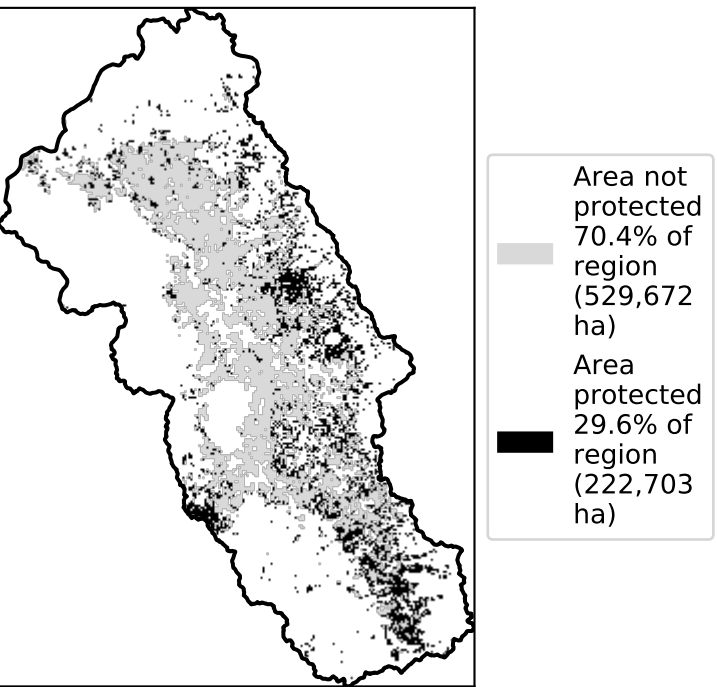 Area not
protected
70.4% of
region
(529,672
ha)
Area
protected
29.6% of
region
(222,703
ha)